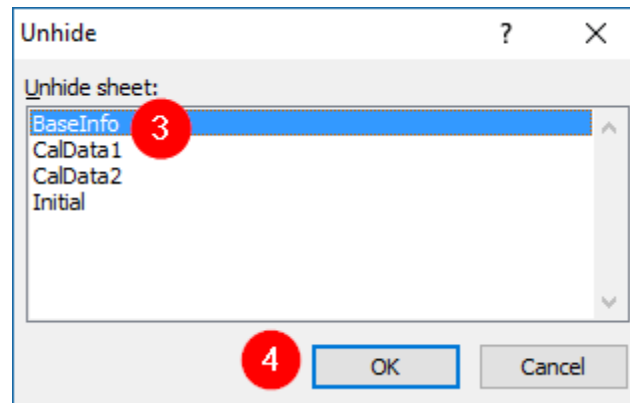 Unhide ? ×
Unhide sheet:
BaseInfo 3
CalData1
CalData2
Initial
4 OK Cancel